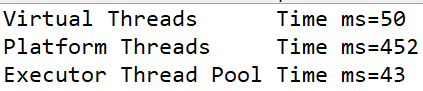 Virtual Threads      Time ms=50
Platform Threads     Time ms=452
Executor Thread Pool Time ms=43